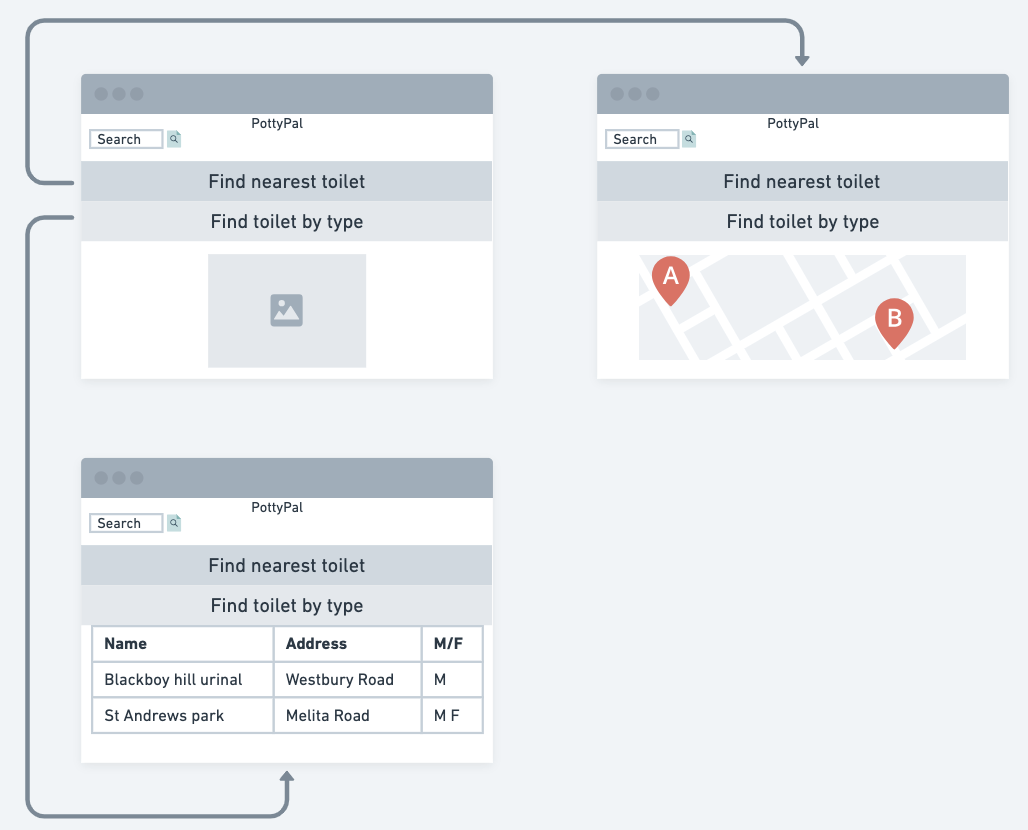 PottyPal
Search
Find nearest toilet
Find toilet by type
PottyPal
Search
Find nearest toilet
Find toilet by type
A
B
PottyPal
Search
Find nearest toilet
Find toilet by type
Name Address M/F
Blackboy hill urinal Westbury Road M
St Andrews park Melita Road M F